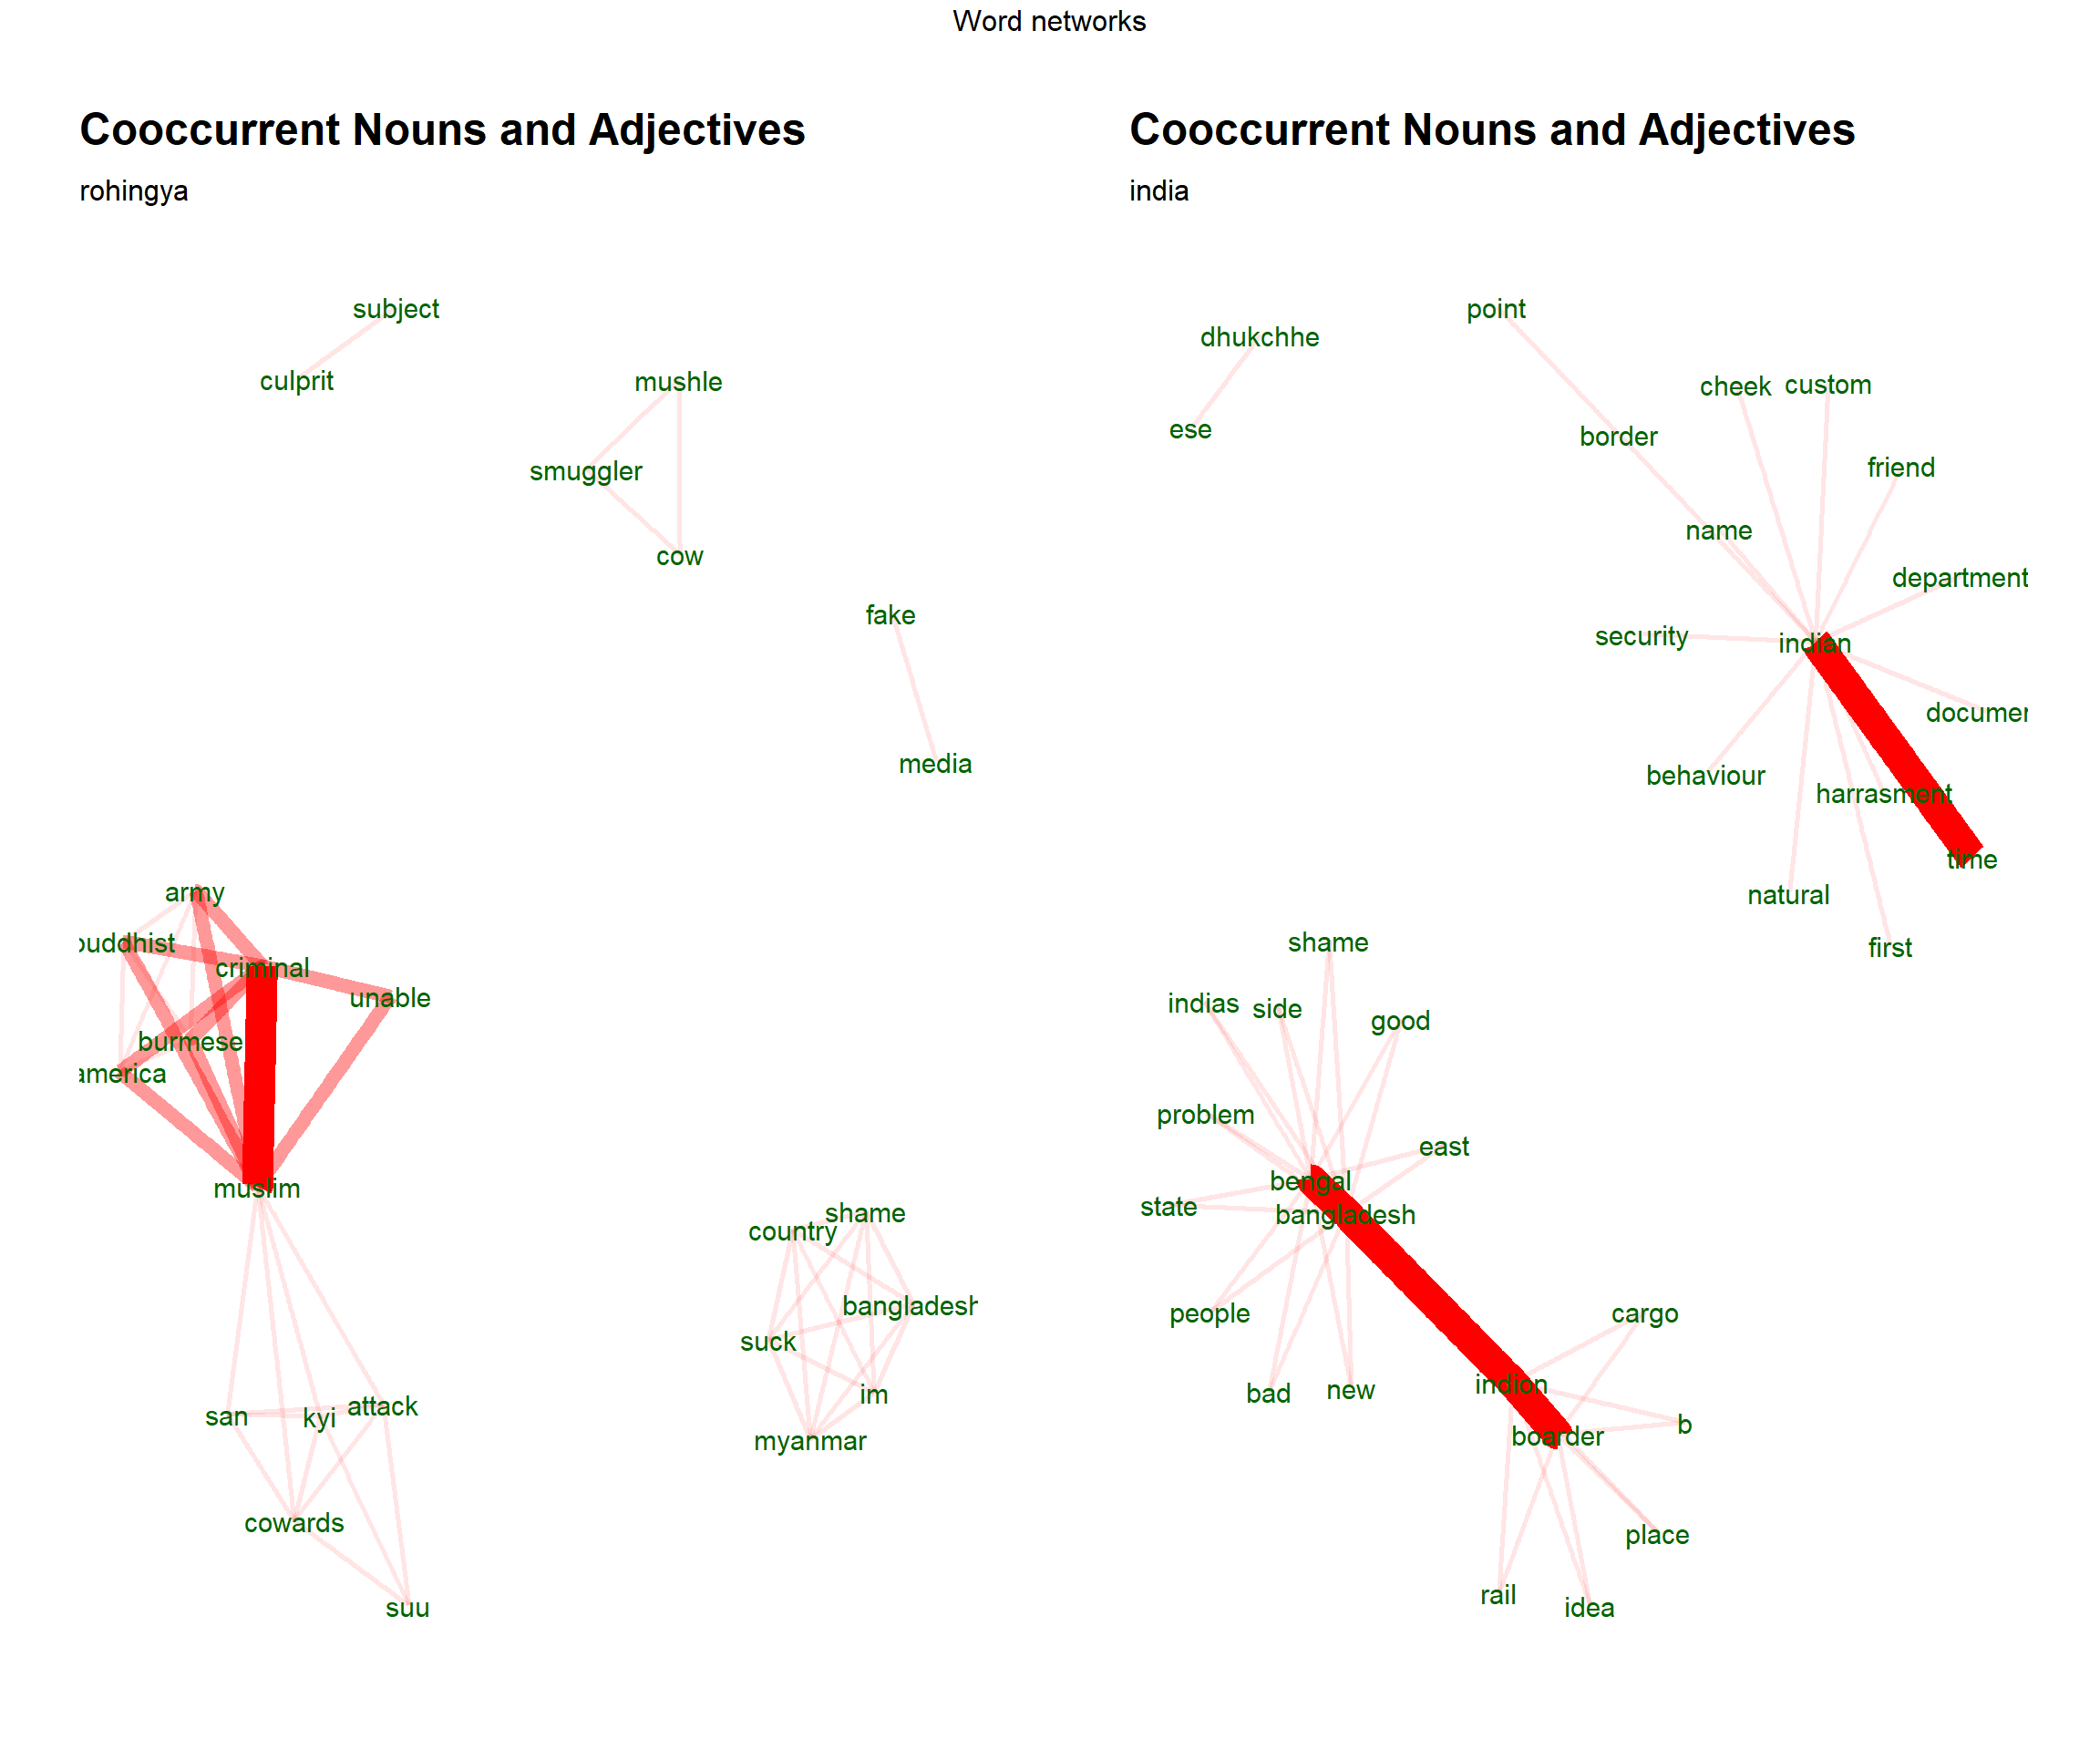 Word networks
Cooccurrent Nouns and Adjectives
rohingya
subject
culprit
mushle
smuggler
cow
fake
media
army
buddhist
criminal
unable
burmese
america
muslim
shame
country
bangladesh
suck
im
myanmar
san
kyi
attack
cowards
suu
Cooccurrent Nouns and Adjectives
india
point
dhukchhe
ese
cheek
custom
border
friend
name
department
security
indian
documen
behaviour
harrasment
time
natural
first
shame
indias
side
good
problem
east
bengal
state
bangladesh
people
bad
new
cargo
indion
b
boarder
place
rail
idea